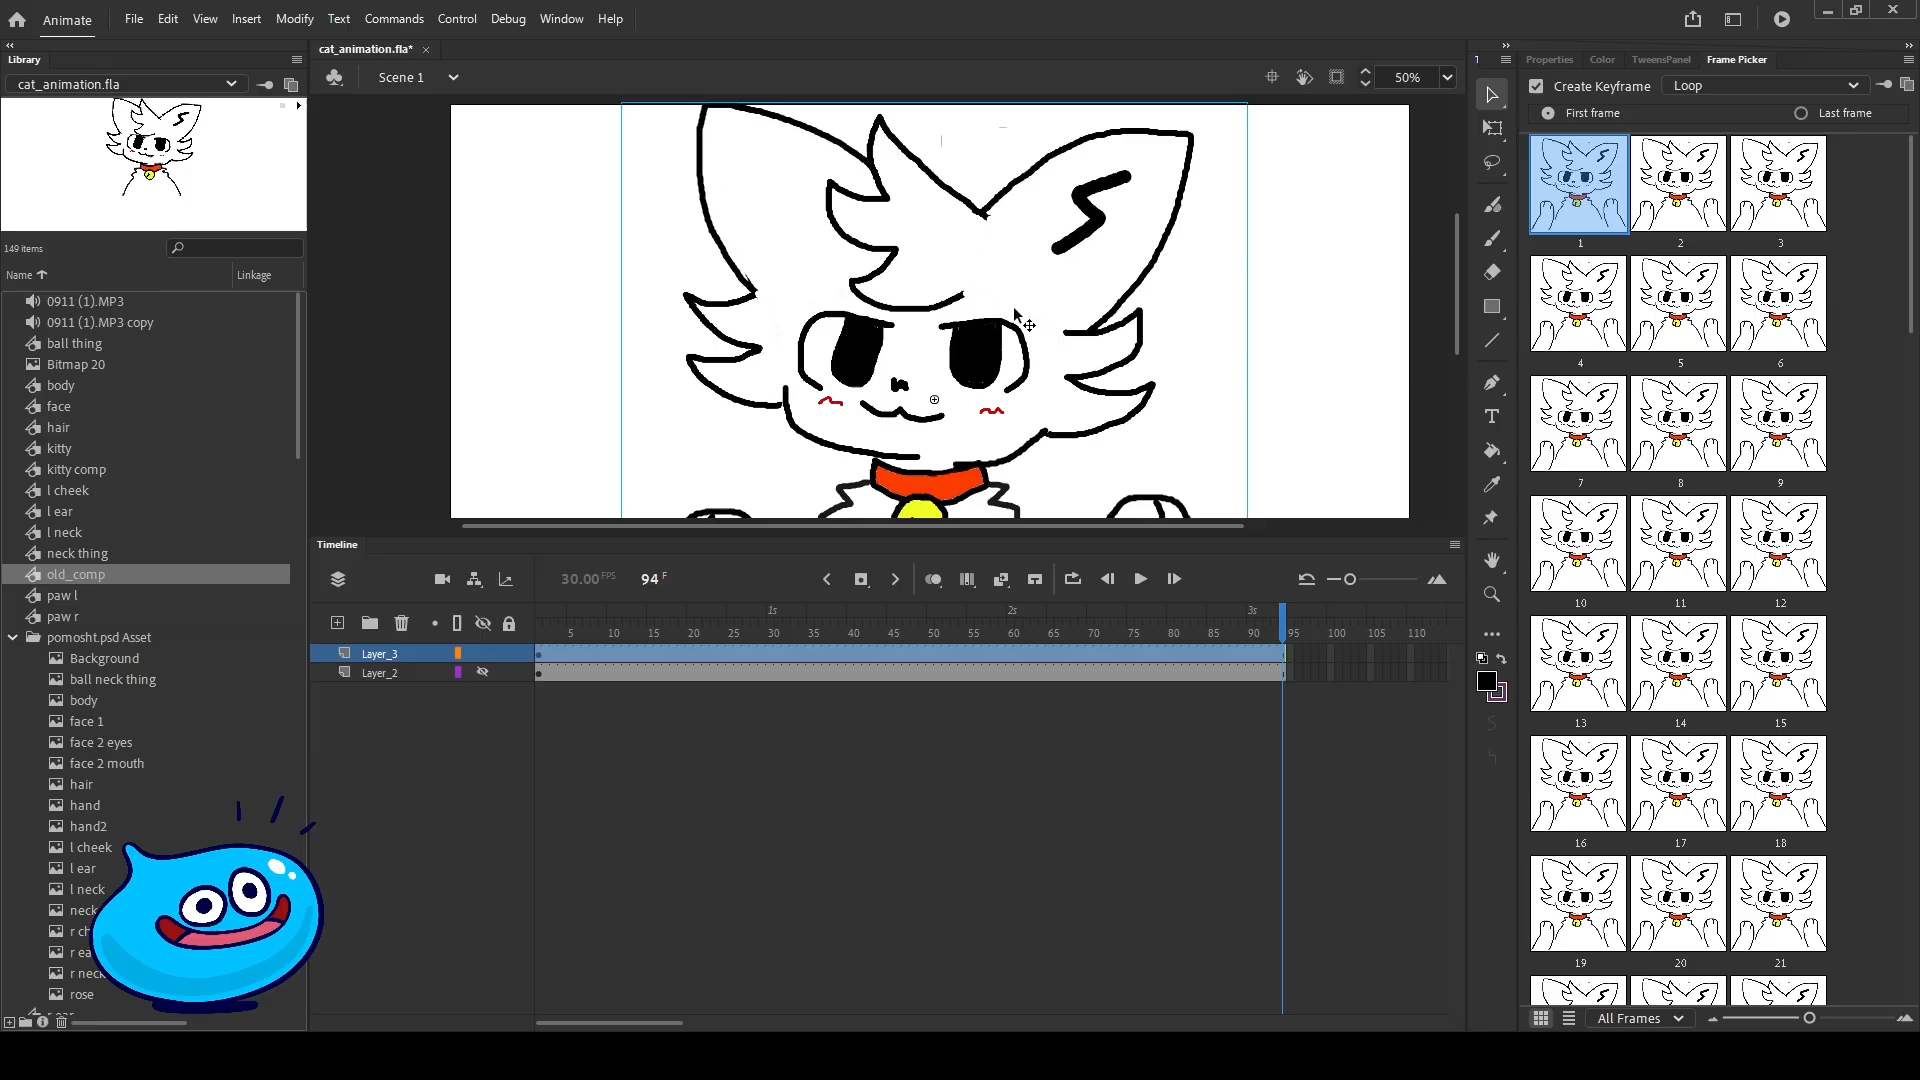 Animate
File Edit View Insert Modify Text Commands Control Debug Window Help
Library
cat_animation.fla
149 items
Name
Linkage
0911 (1).MP3
0911 (1).MP3 copy
ball thing
Bitmap 20
body
face
hair
kitty
kitty comp
l cheek
l ear
l neck
neck thing
old_comp
paw l
paw r
pomosht.psd Asset
Background
ball neck thing
body
face 1
face 2 eyes
face 2 mouth
hair
hand
hand2
l cheek
l ear
l neck
neck
r ch
r ea
r neck
rose
cat_animation.fla*
Scene 1
50%
Timeline
30.00 FPS
94 F
1s 2s 3s
5 10 15 20 25 30 35 40 45 50 55 60 65 70 75 80 85 90 95 100 105 110
Layer_3
Layer_2
Properties Color TweensPanel Frame Picker
Create Keyframe
Loop
First frame
Last frame
1 2 3
4 5 6
7 8 9
10 11 12
13 14 15
16 17 18
19 20 21
All Frames